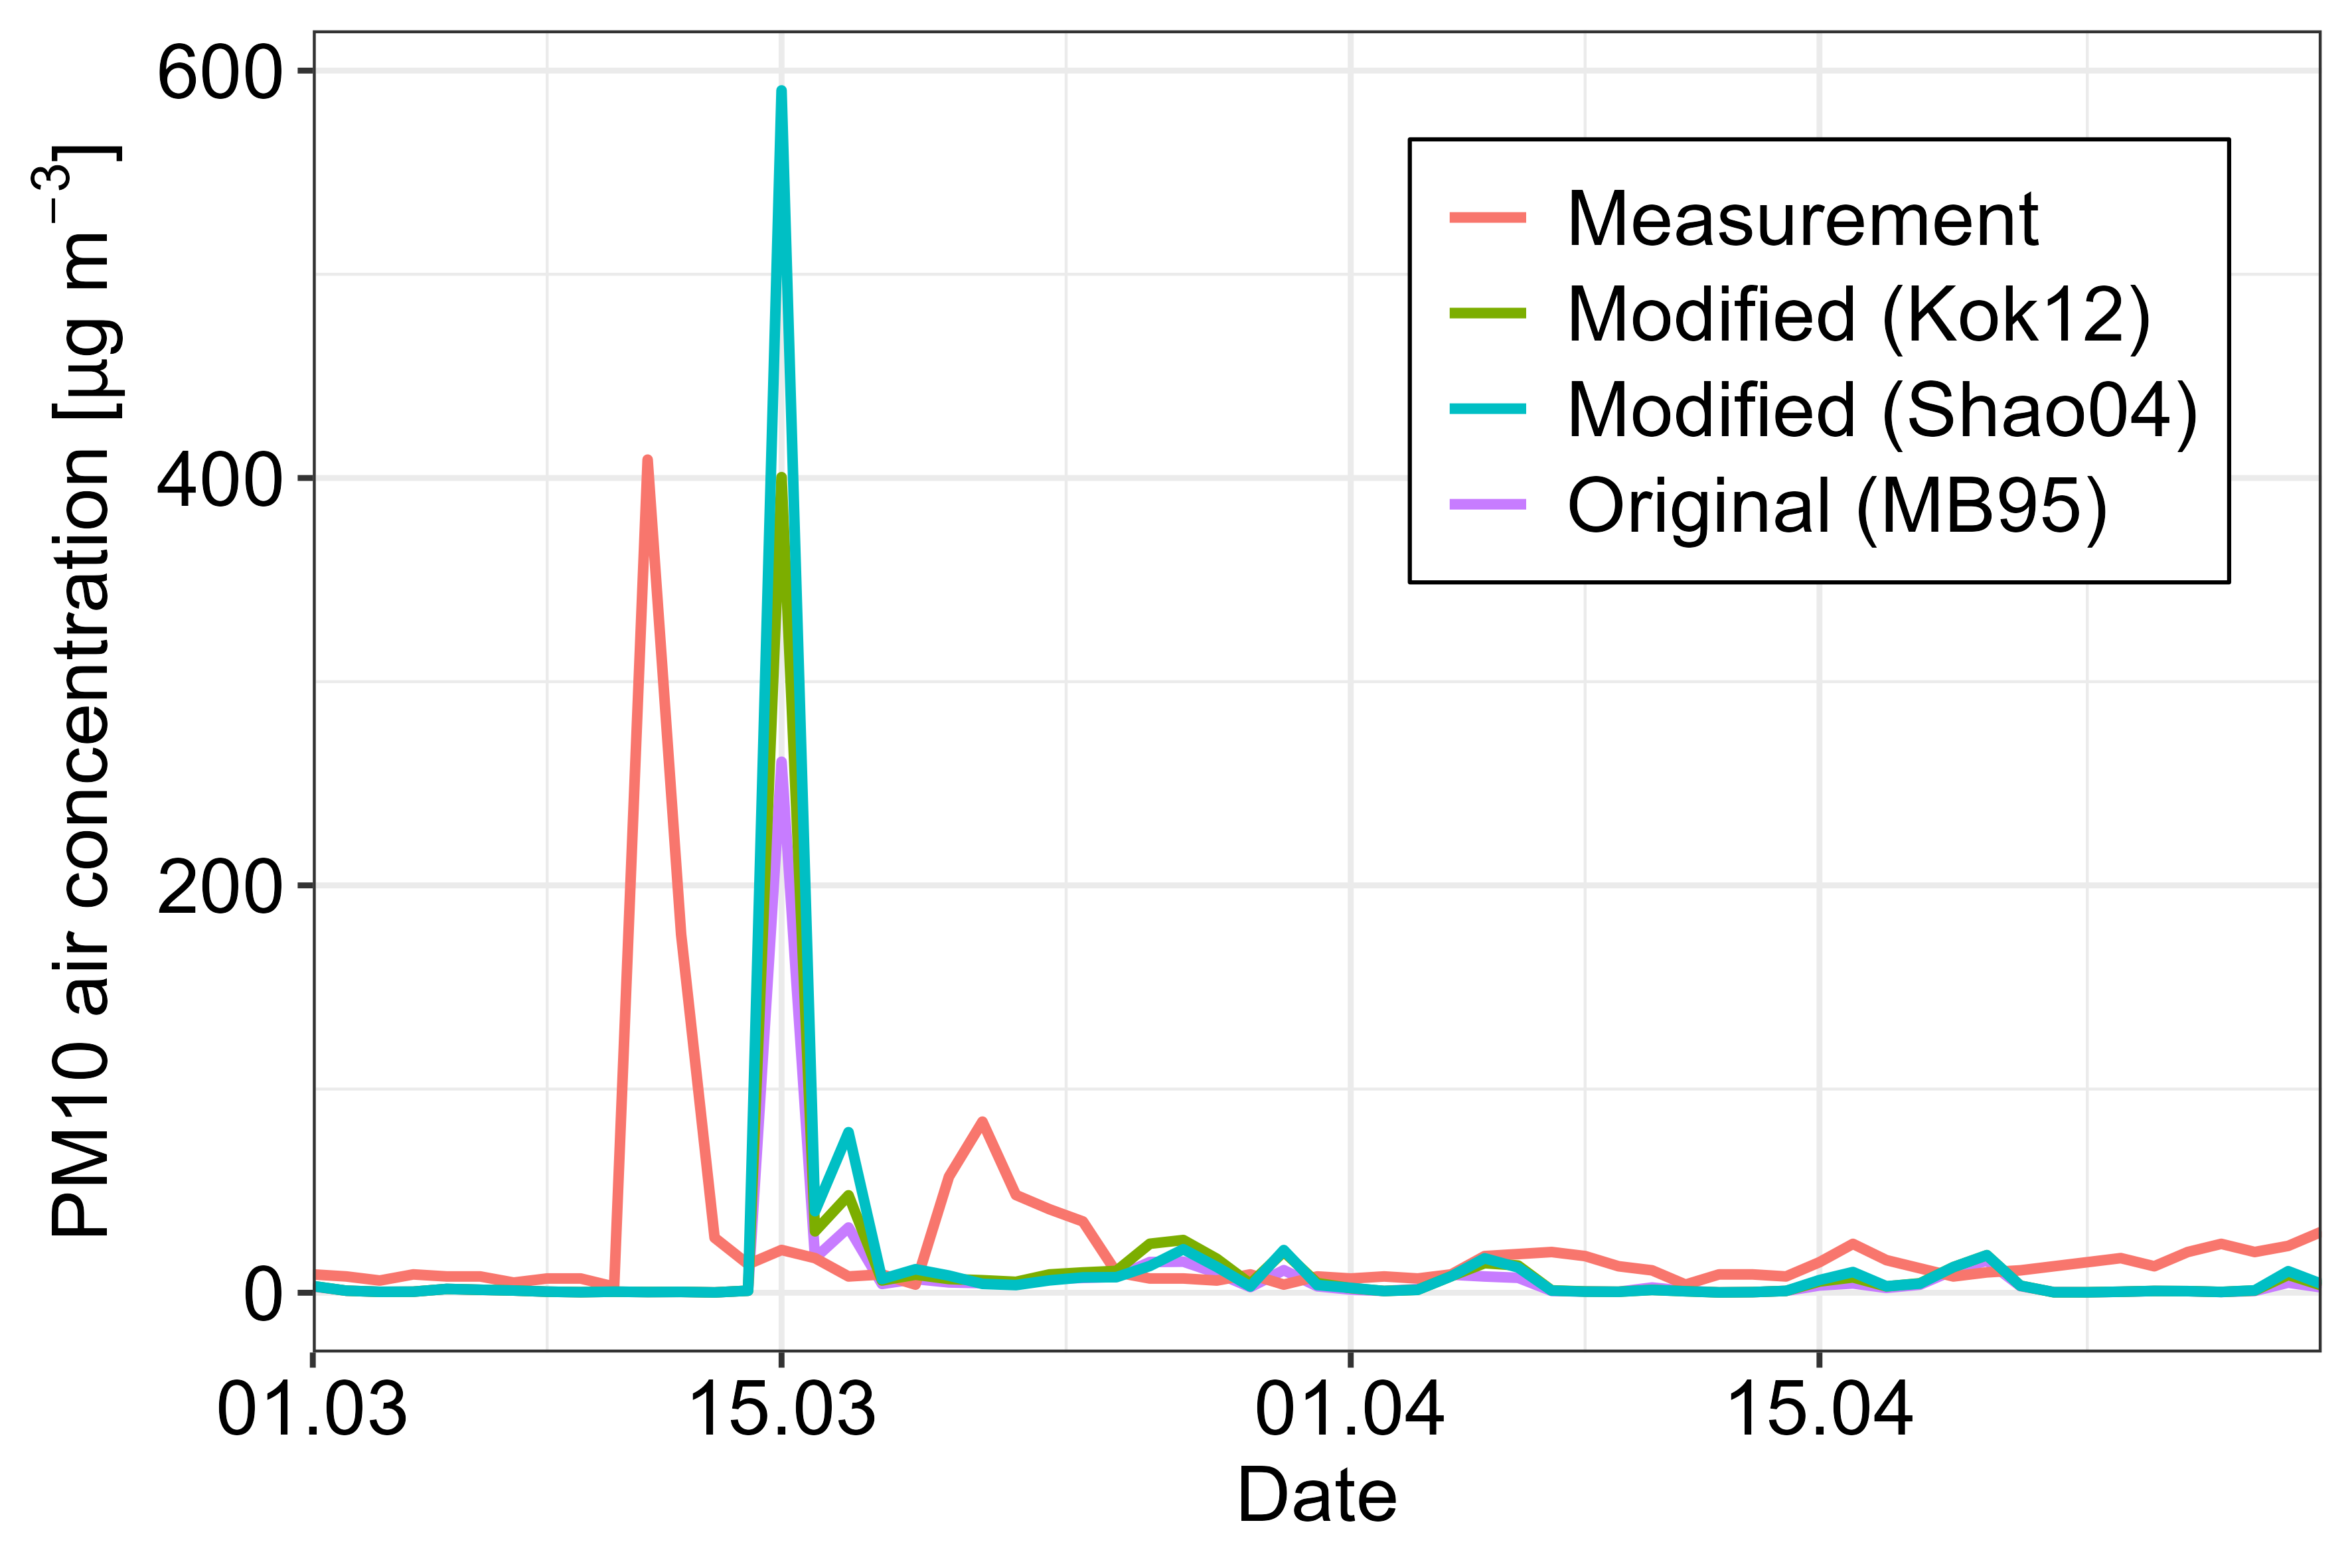 PM10 air concentration [µg m⁻³]
600
400
200
0
Measurement
Modified (Kok12)
Modified (Shao04)
Original (MB95)
01.03 15.03 01.04 15.04
Date